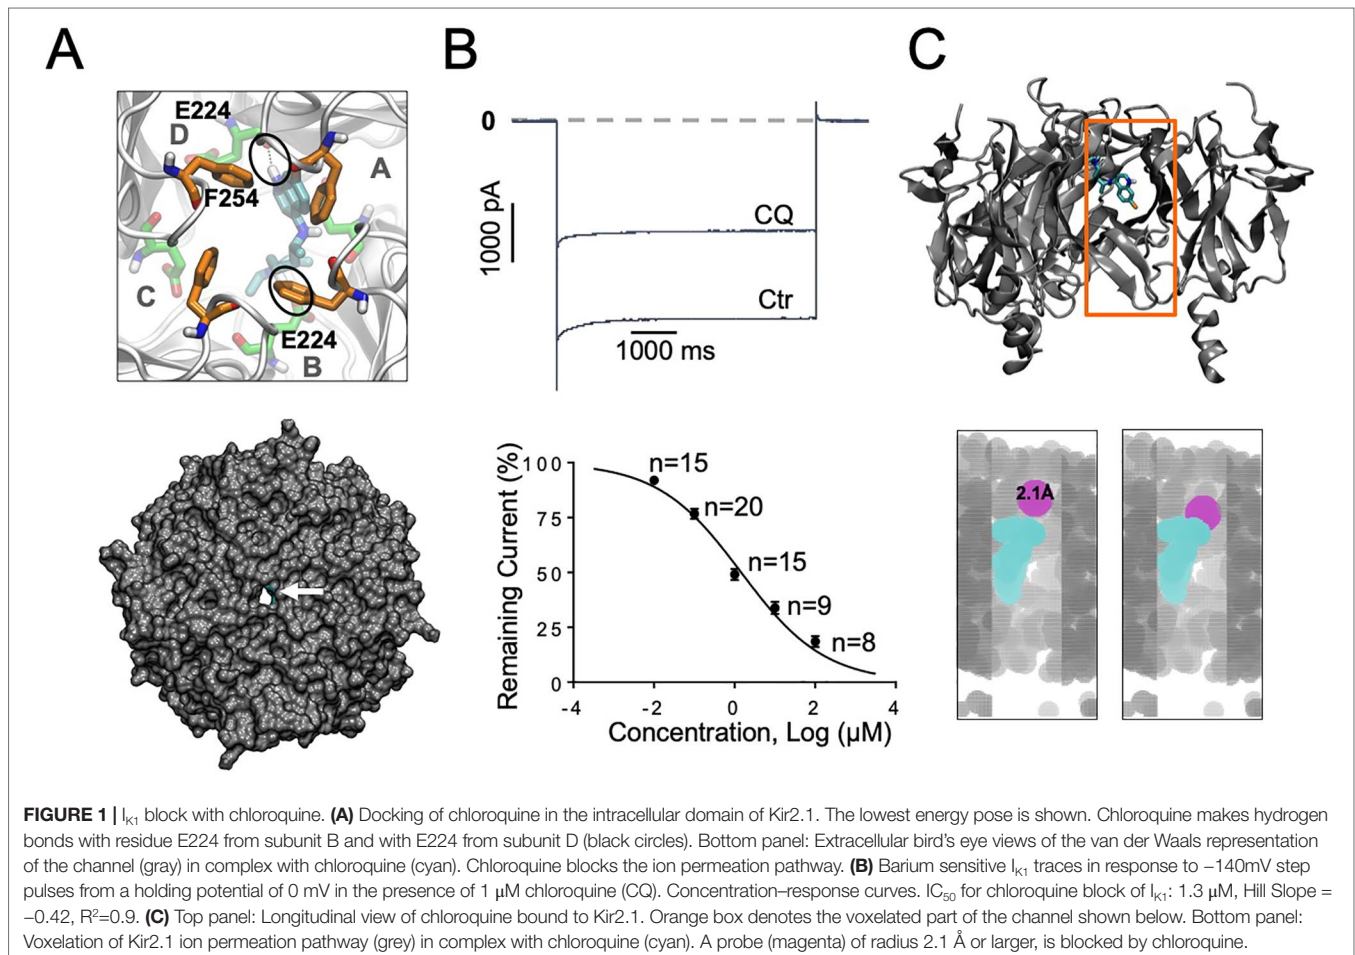 A
E224
D
A
F254
C
E224
B
B
0
1000 pA
CQ
Ctr
1000 ms
Remaining Current (%)
100
75
50
25
0
n=15
n=20
n=15
n=9
n=8
-4
-2
0
2
4
Concentration, Log (µM)
C
2.1Å
FIGURE 1 | IK1 block with chloroquine. (A) Docking of chloroquine in the intracellular domain of Kir2.1. The lowest energy pose is shown. Chloroquine makes hydrogen
bonds with residue E224 from subunit B and with E224 from subunit D (black circles). Bottom panel: Extracellular bird's eye views of the van der Waals representation
of the channel (gray) in complex with chloroquine (cyan). Chloroquine blocks the ion permeation pathway. (B) Barium sensitive IK1 traces in response to −140mV step
pulses from a holding potential of 0 mV in the presence of 1 µM chloroquine (CQ). Concentration–response curves. IC50 for chloroquine block of IK1: 1.3 µM, Hill Slope =
−0.42, R²=0.9. (C) Top panel: Longitudinal view of chloroquine bound to Kir2.1. Orange box denotes the voxelated part of the channel shown below. Bottom panel:
Voxelation of Kir2.1 ion permeation pathway (grey) in complex with chloroquine (cyan). A probe (magenta) of radius 2.1 Å or larger, is blocked by chloroquine.